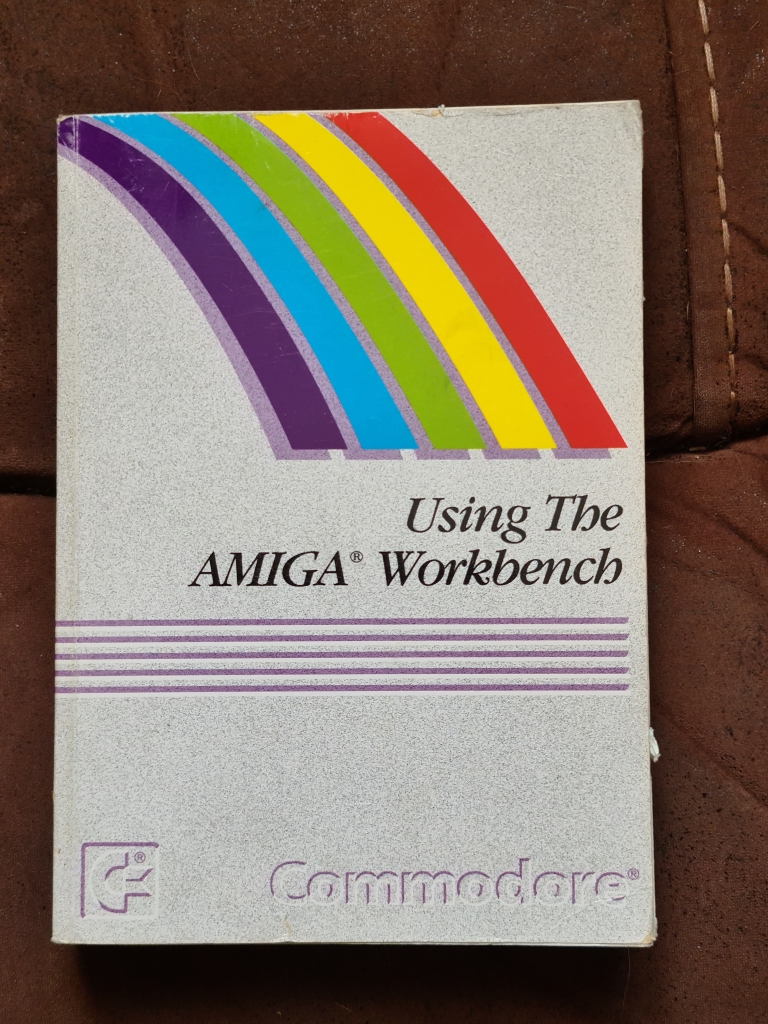 Using The
AMIGA® Workbench
®
Commodore®